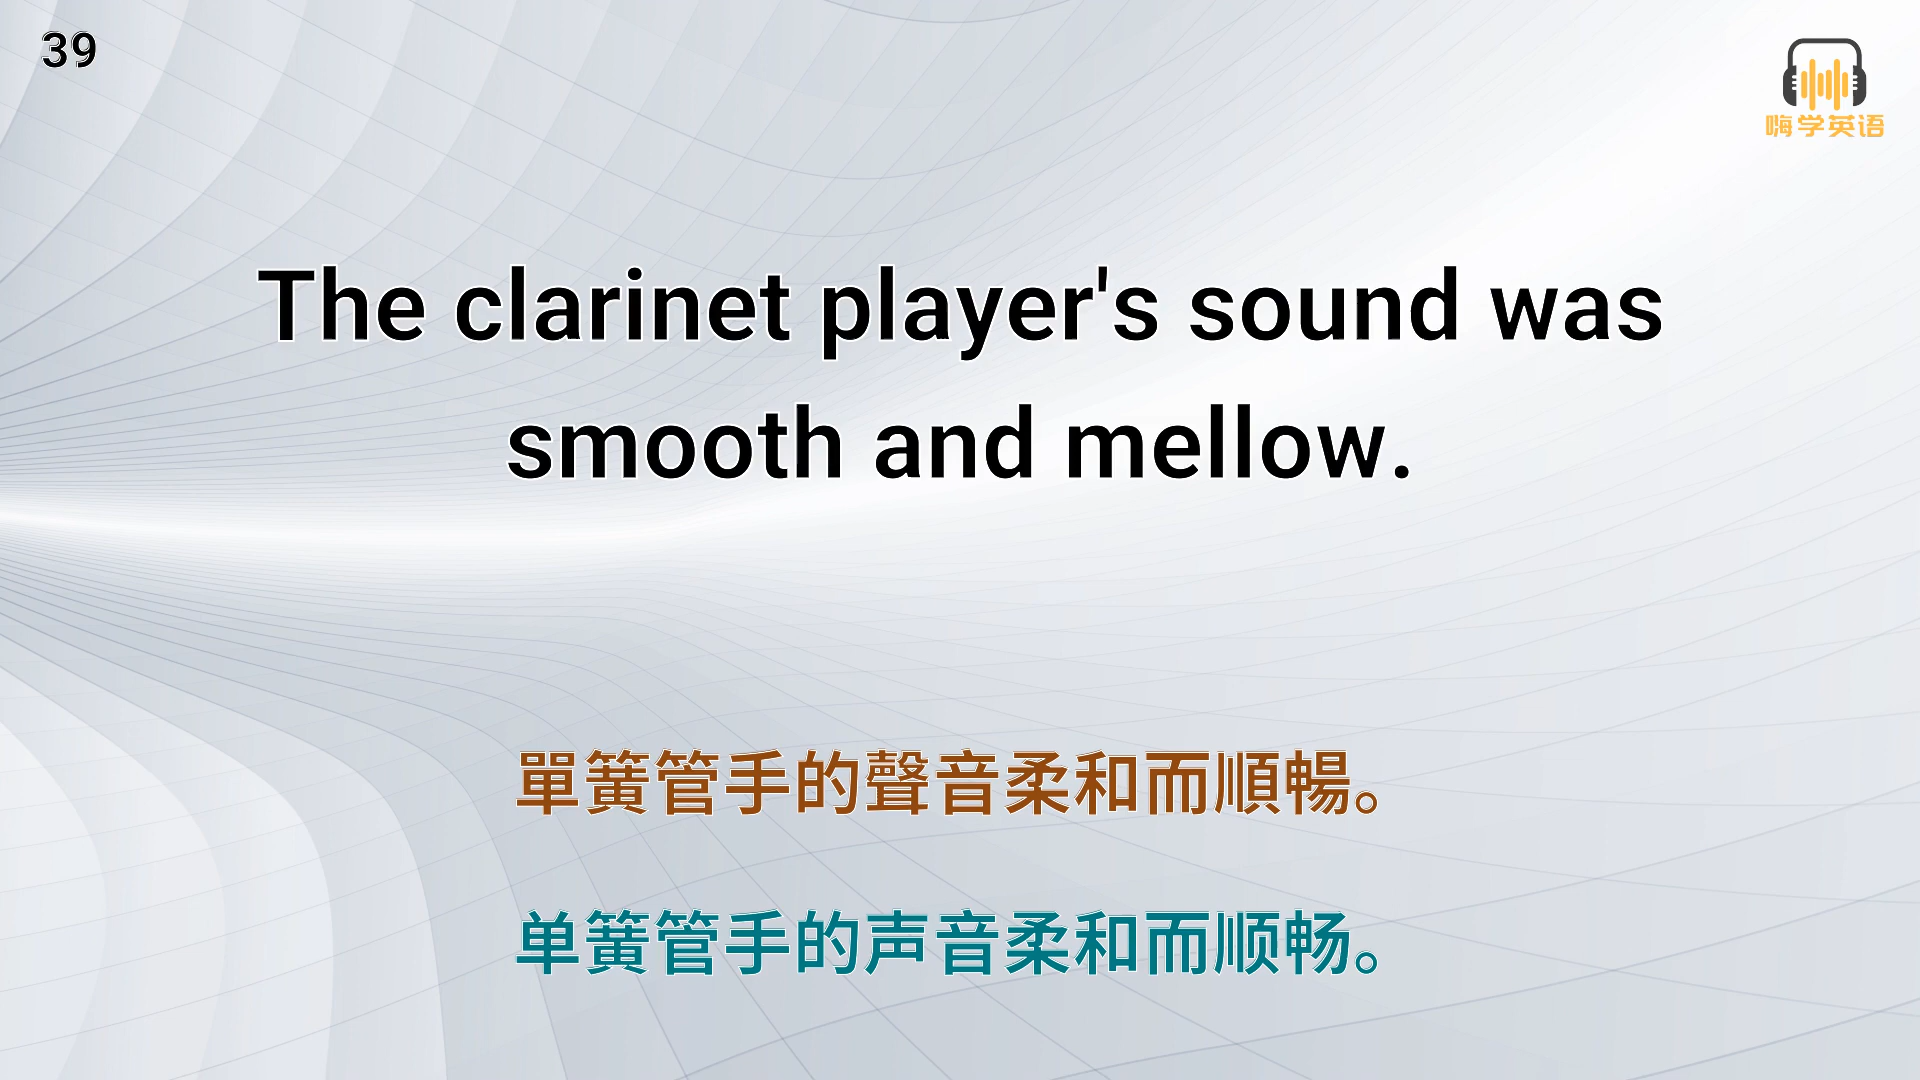 39
嗨学英语
The clarinet player's sound was
smooth and mellow.
單簧管手的聲音柔和而順暢。
单簧管手的声音柔和而顺畅。